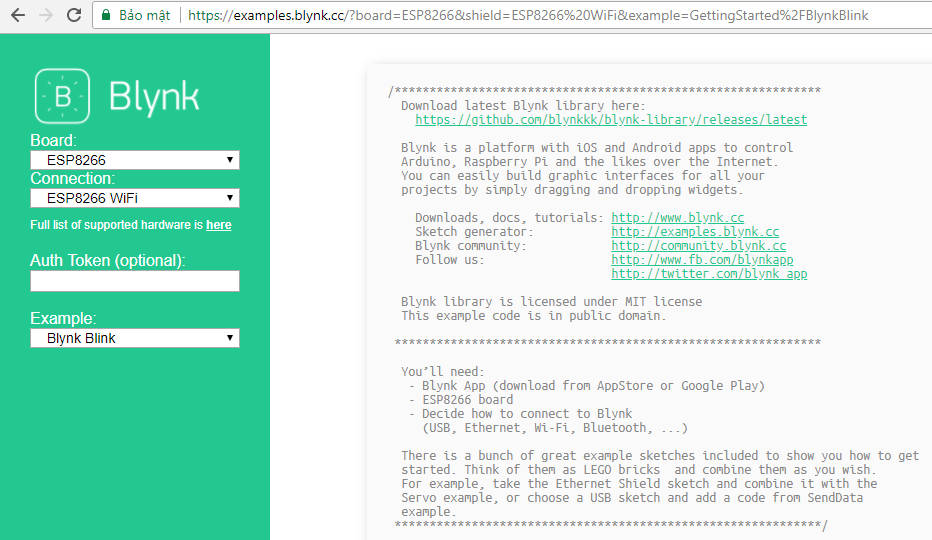 Bảo mật https://examples.blynk.cc/?board=ESP8266&shield=ESP8266%20WiFi&example=GettingStarted%2FBlynkBlink
B Blynk
Board:
ESP8266
Connection:
ESP8266 WiFi
Full list of supported hardware is here
Auth Token (optional):
Example:
Blynk Blink
/*************************************************************
Download latest Blynk library here:
https://github.com/blynkkk/blynk-library/releases/latest
Blynk is a platform with iOS and Android apps to control
Arduino, Raspberry Pi and the likes over the Internet.
You can easily build graphic interfaces for all your
projects by simply dragging and dropping widgets.
Downloads, docs, tutorials: http://www.blynk.cc
Sketch generator: http://examples.blynk.cc
Blynk community: http://community.blynk.cc
Follow us: http://www.fb.com/blynkapp
http://twitter.com/blynk_app
Blynk library is licensed under MIT license
This example code is in public domain.
*************************************************************
You’ll need:
- Blynk App (download from AppStore or Google Play)
- ESP8266 board
- Decide how to connect to Blynk
(USB, Ethernet, Wi-Fi, Bluetooth, ...)
There is a bunch of great example sketches included to show you how to get
started. Think of them as LEGO bricks  and combine them as you wish.
For example, take the Ethernet Shield sketch and combine it with the
Servo example, or choose a USB sketch and add a code from SendData
example.
*************************************************************/